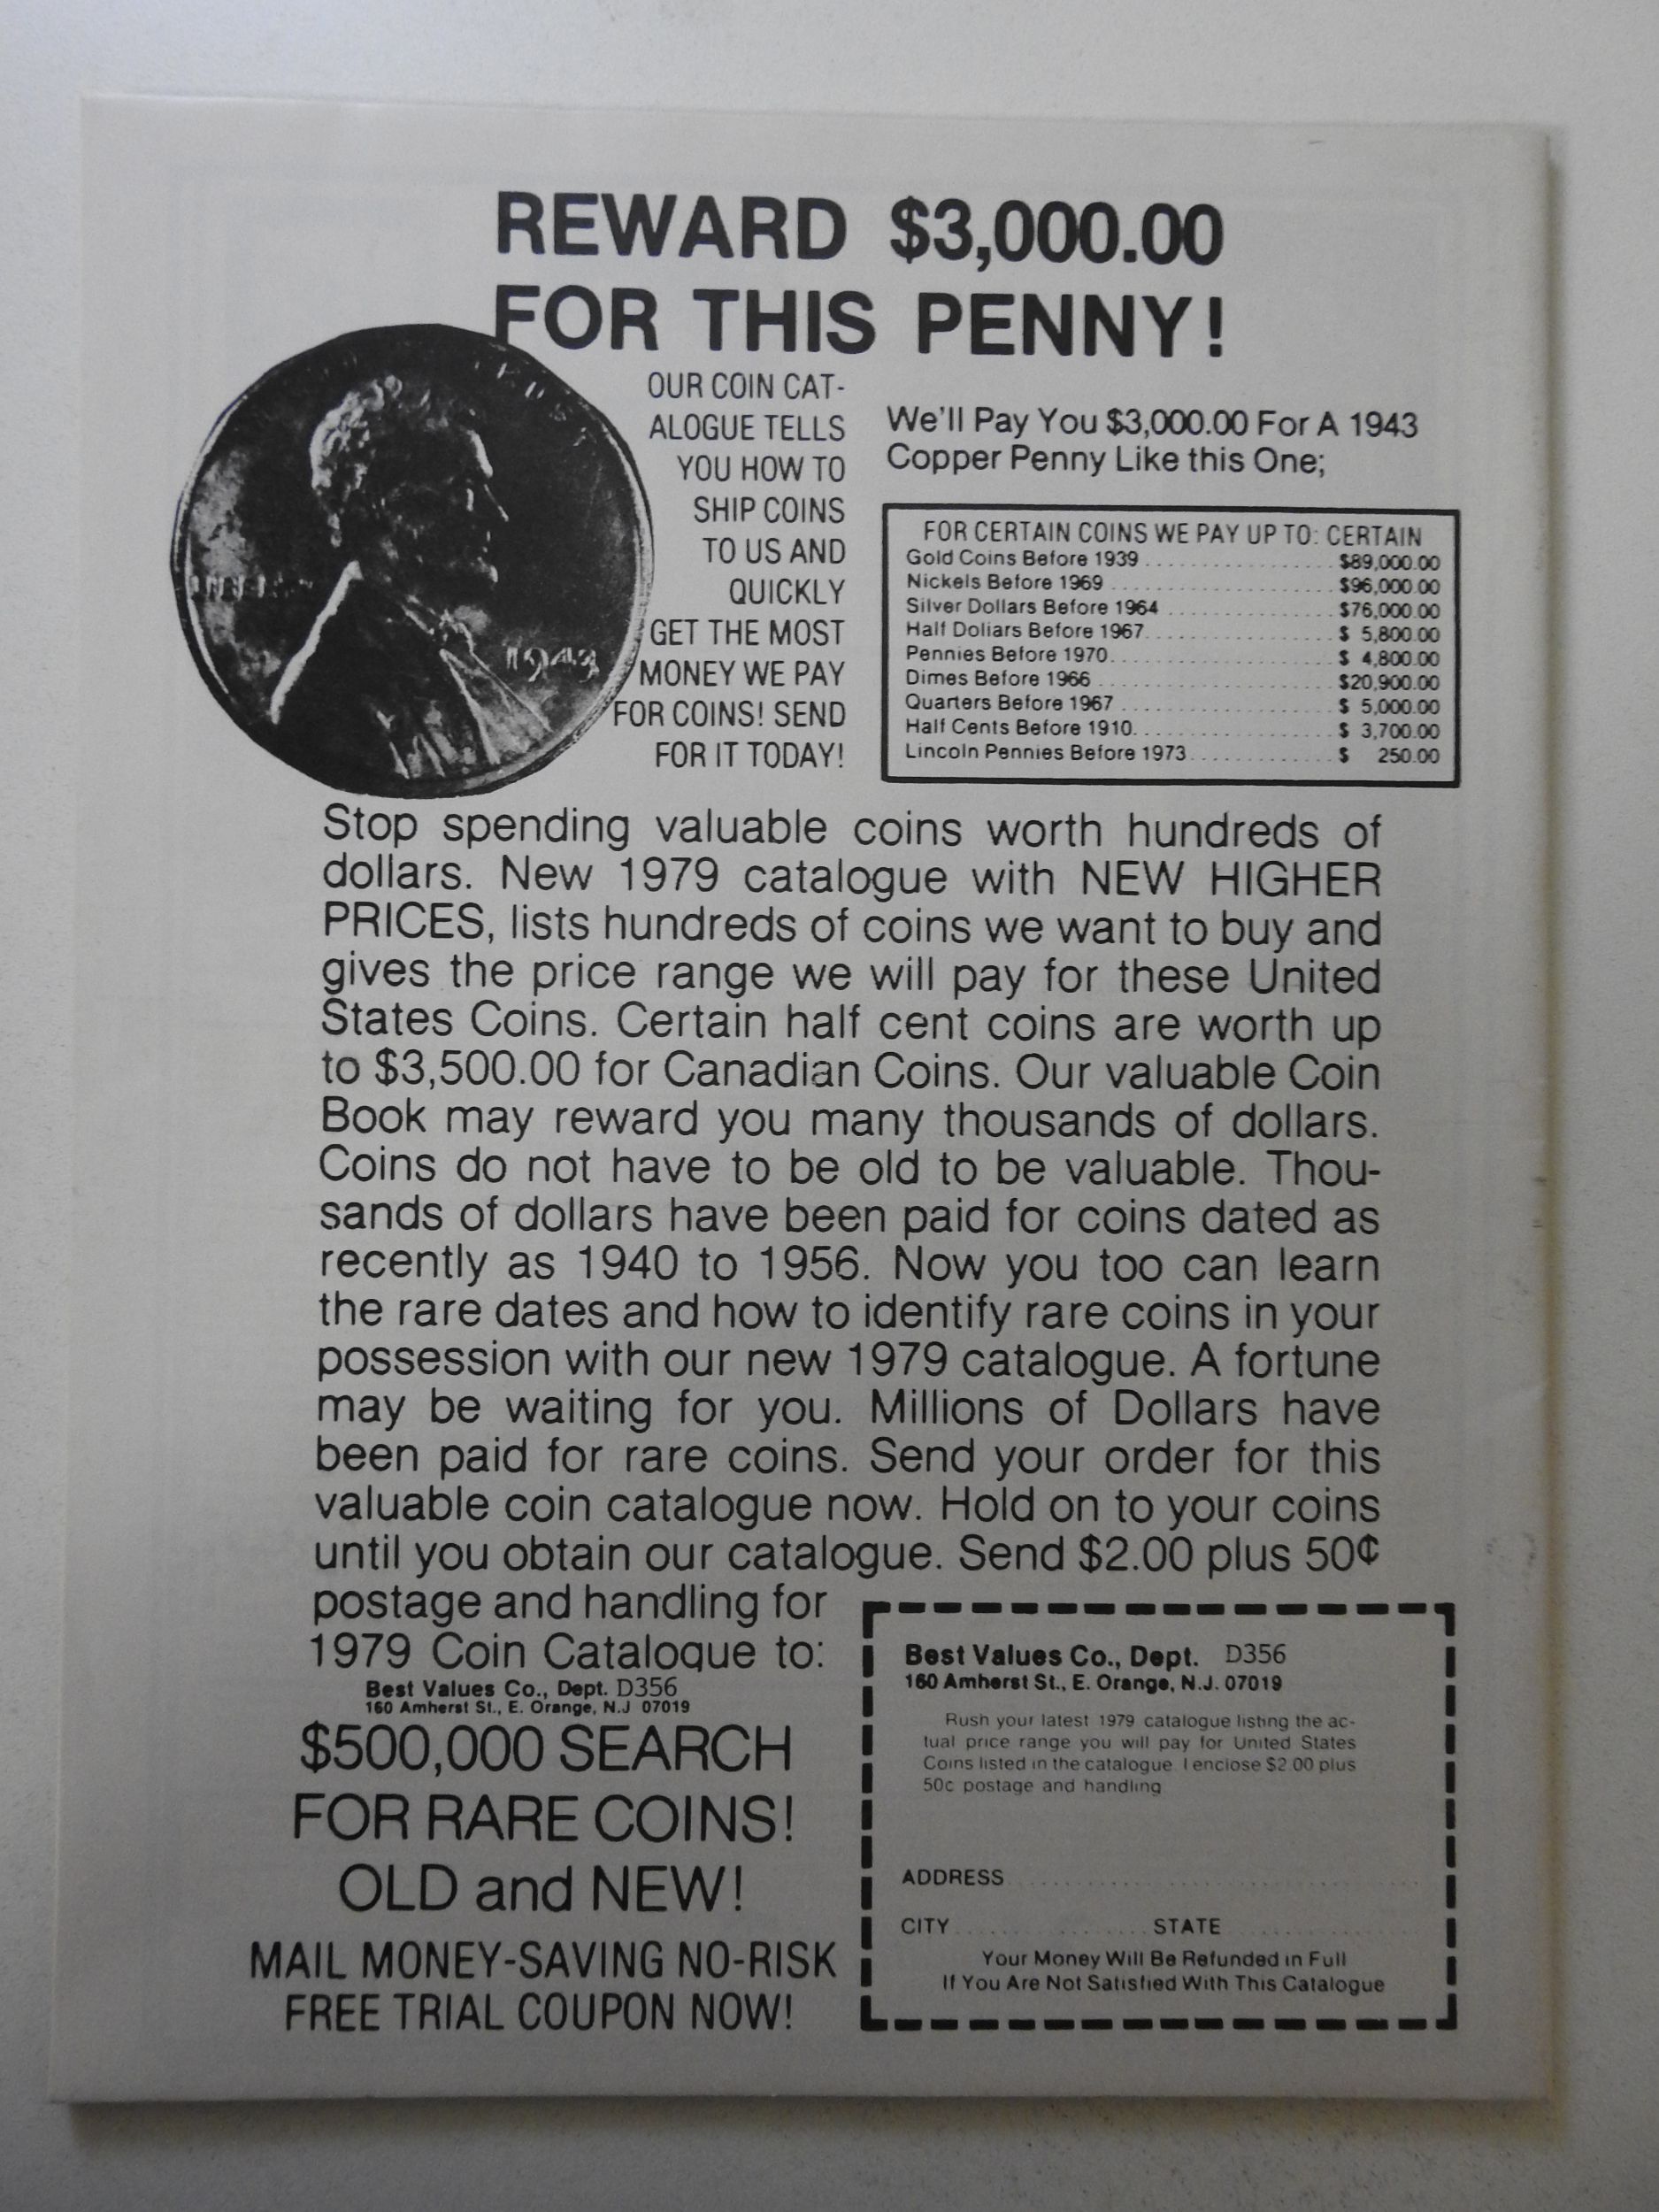 REWARD $3,000.00
FOR THIS PENNY!
OUR COIN CAT-
ALOGUE TELLS
YOU HOW TO
SHIP COINS
TO US AND
QUICKLY
GET THE MOST
MONEY WE PAY
FOR COINS! SEND
FOR IT TODAY!
1943
We'll Pay You $3,000.00 For A 1943
Copper Penny Like this One;
FOR CERTAIN COINS WE PAY UP TO: CERTAIN
Gold Coins Before 1939 ................. $89,000.00
Nickels Before 1969 .................... $96,000.00
Silver Dollars Before 1964 ............... $76,000.00
Half Dollars Before 1967................. $ 5,800.00
Pennies Before 1970.................... $ 4,800.00
Dimes Before 1966 ..................... $20,900.00
Quarters Before 1967 ................... $ 5,000.00
Half Cents Before 1910.................. $ 3,700.00
Lincoln Pennies Before 1973............. $ 250.00
Stop spending valuable coins worth hundreds of
dollars. New 1979 catalogue with NEW HIGHER
PRICES, lists hundreds of coins we want to buy and
gives the price range we will pay for these United
States Coins. Certain half cent coins are worth up
to $3,500.00 for Canadian Coins. Our valuable Coin
Book may reward you many thousands of dollars.
Coins do not have to be old to be valuable. Thou-
sands of dollars have been paid for coins dated as
recently as 1940 to 1956. Now you too can learn
the rare dates and how to identify rare coins in your
possession with our new 1979 catalogue. A fortune
may be waiting for you. Millions of Dollars have
been paid for rare coins. Send your order for this
valuable coin catalogue now. Hold on to your coins
until you obtain our catalogue. Send $2.00 plus 50¢
postage and handling for
1979 Coin Catalogue to:
Best Values Co., Dept. D356
160 Amherst St., E. Orange, N.J 07019
$500,000 SEARCH
FOR RARE COINS!
OLD and NEW!
MAIL MONEY-SAVING NO-RISK
FREE TRIAL COUPON NOW!
Best Values Co., Dept. D356
160 Amherst St., E. Orange, N.J. 07019
Rush your latest 1979 catalogue listing the ac-
tual price range you will pay for United States
Coins listed in the catalogue. I enclose $2.00 plus
50c postage and handling
ADDRESS ..................................
CITY ................. STATE ...............
Your Money Will Be Refunded in Full
If You Are Not Satisfied With This Catalogue